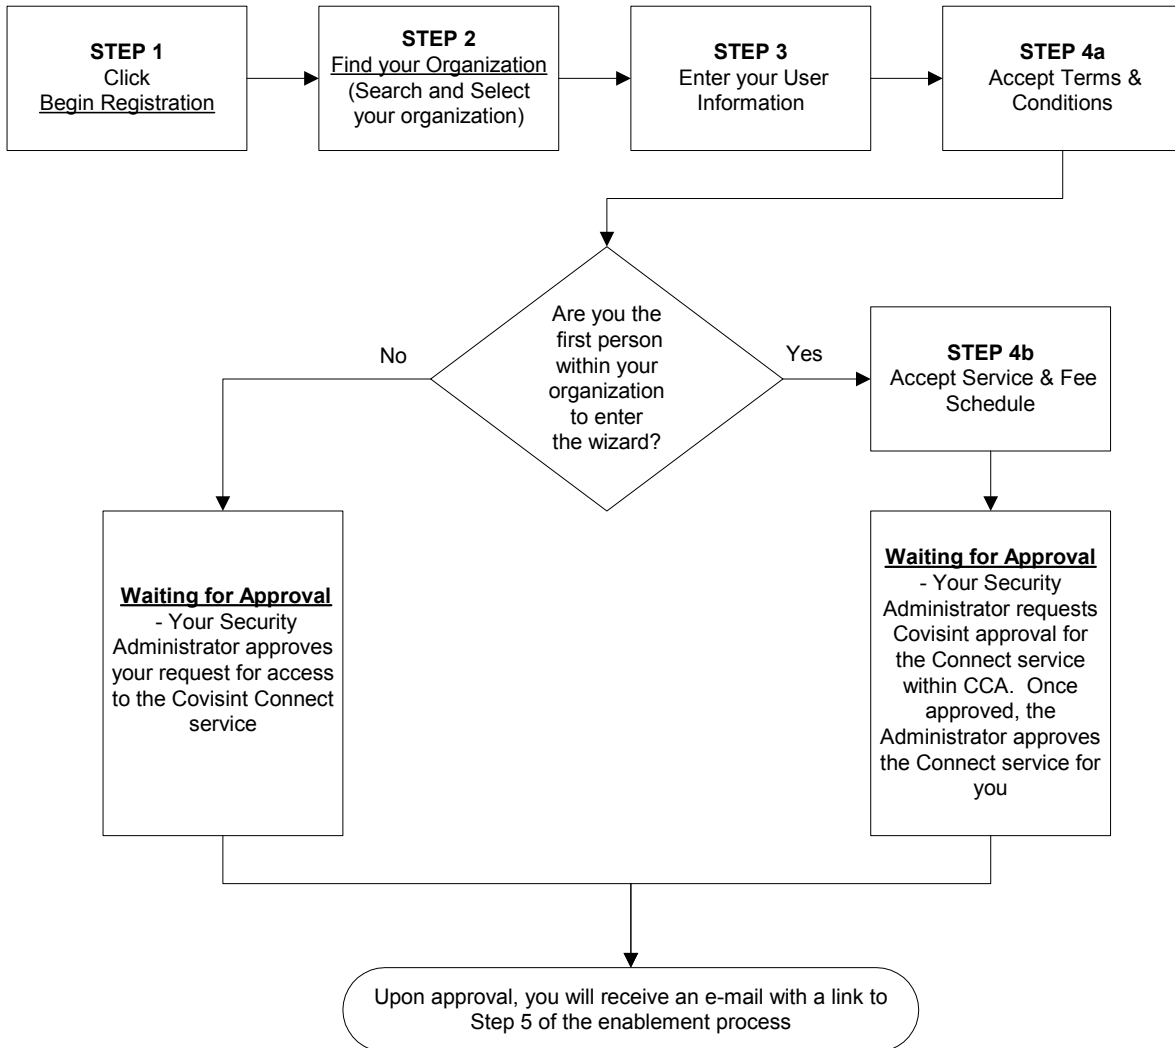 STEP 1
Click
Begin Registration
STEP 2
Find your Organization
(Search and Select
your organization)
STEP 3
Enter your User
Information
STEP 4a
Accept Terms &
Conditions
Are you the
first person
within your
organization
to enter
the wizard?
No
Yes
STEP 4b
Accept Service & Fee
Schedule
Waiting for Approval
- Your Security
Administrator approves
your request for access
to the Covisint Connect
service
Waiting for Approval
- Your Security
Administrator requests
Covisint approval for
the Connect service
within CCA. Once
approved, the
Administrator approves
the Connect service for
you
Upon approval, you will receive an e-mail with a link to
Step 5 of the enablement process